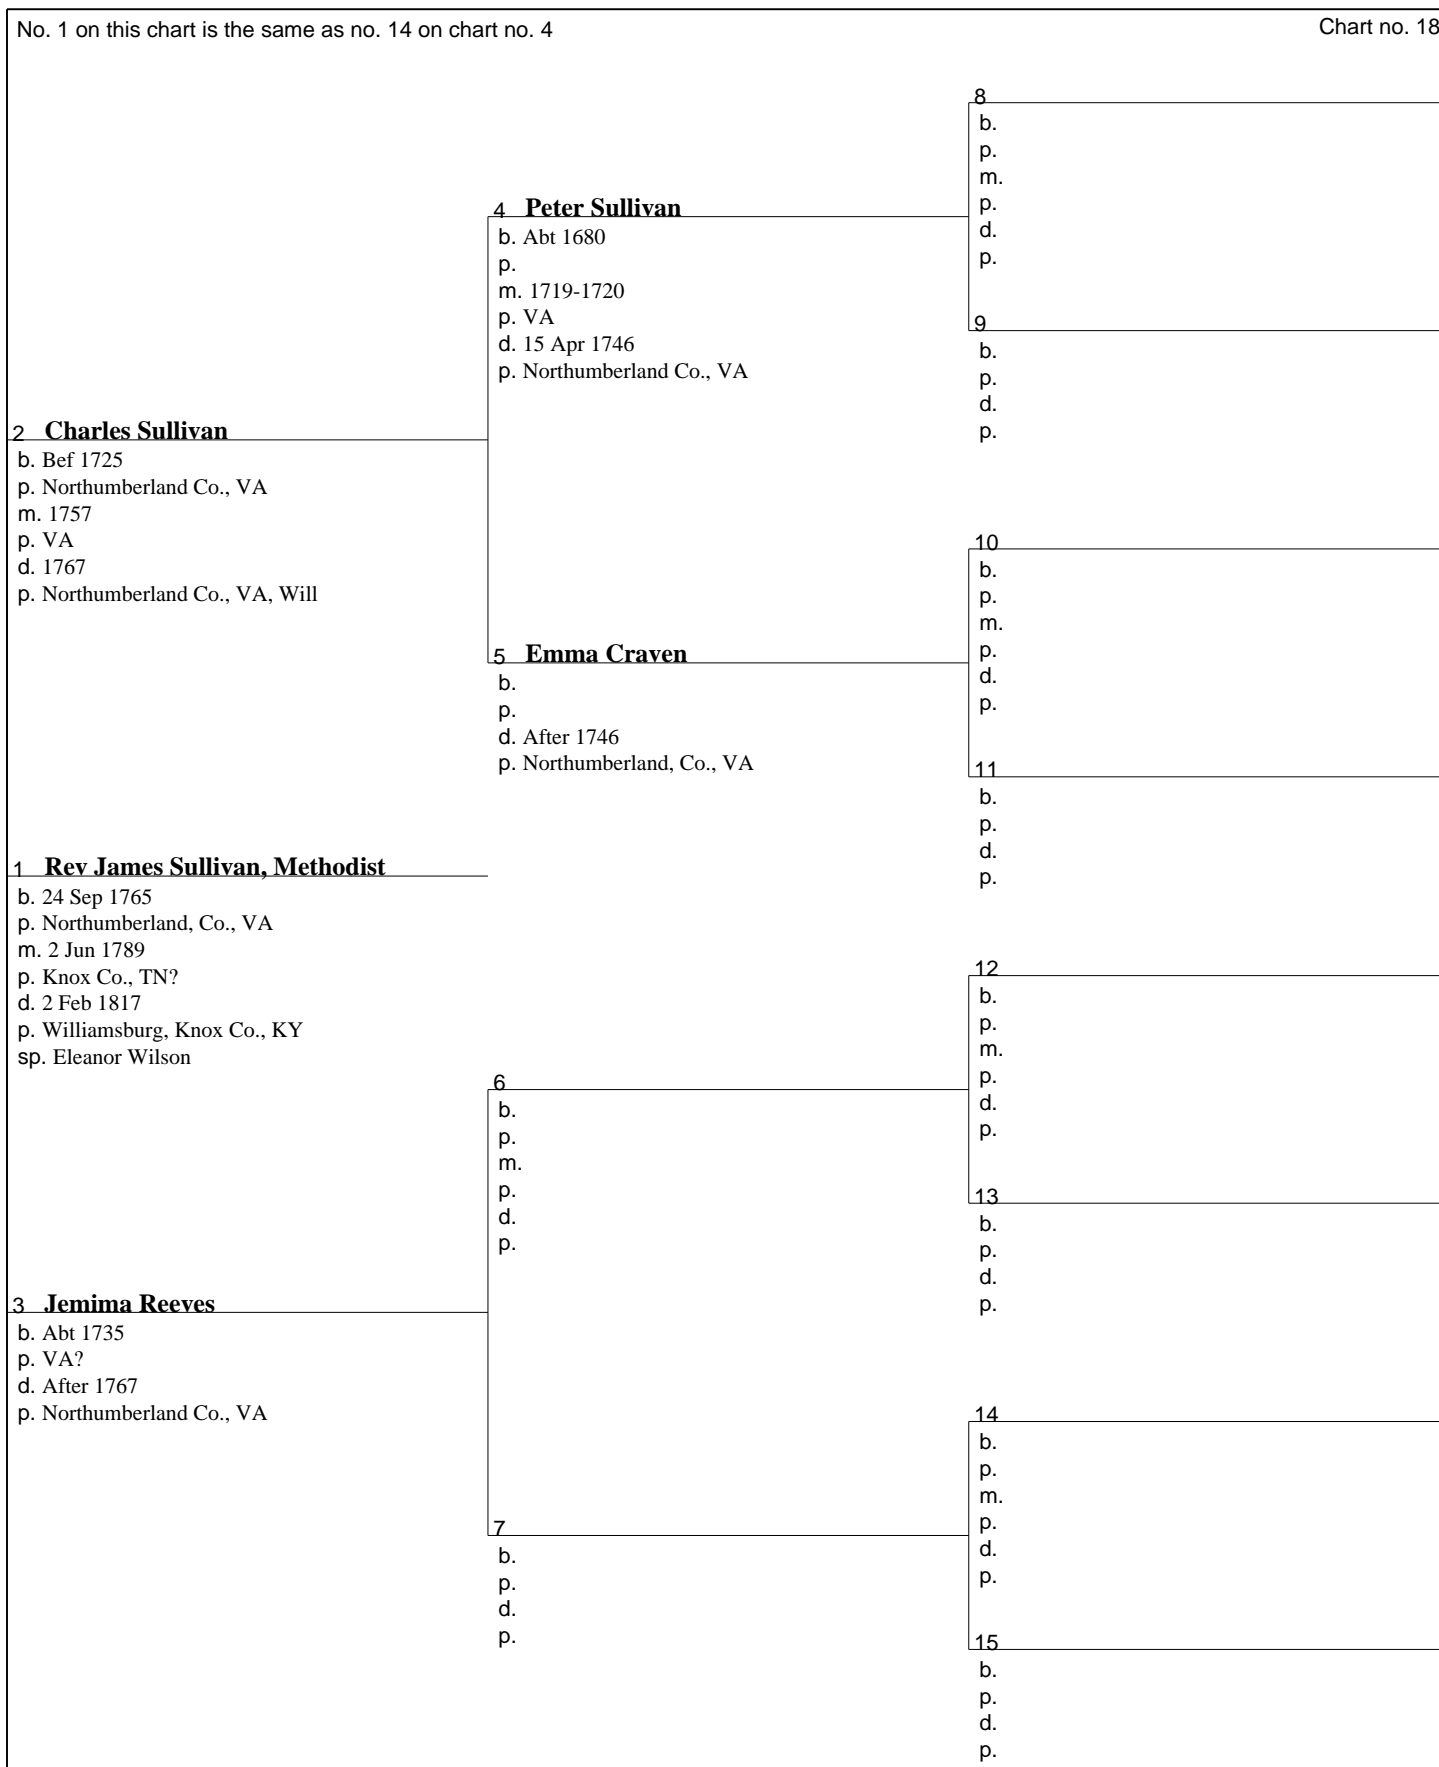 No. 1 on this chart is the same as no. 14 on chart no. 4
Chart no. 18
8
b.
p.
m.
p.
d.
p.
4 Peter Sullivan
b. Abt 1680
p.
m. 1719-1720
p. VA
d. 15 Apr 1746
p. Northumberland Co., VA
9
b.
p.
d.
p.
2 Charles Sullivan
b. Bef 1725
p. Northumberland Co., VA
m. 1757
p. VA
d. 1767
p. Northumberland Co., VA, Will
10
b.
p.
m.
p.
d.
p.
5 Emma Craven
b.
p.
d. After 1746
p. Northumberland, Co., VA
11
b.
p.
d.
p.
1 Rev James Sullivan, Methodist
b. 24 Sep 1765
p. Northumberland, Co., VA
m. 2 Jun 1789
p. Knox Co., TN?
d. 2 Feb 1817
p. Williamsburg, Knox Co., KY
sp. Eleanor Wilson
12
b.
p.
m.
p.
d.
p.
6
b.
p.
m.
p.
d.
p.
13
b.
p.
d.
p.
3 Jemima Reeves
b. Abt 1735
p. VA?
d. After 1767
p. Northumberland Co., VA
14
b.
p.
m.
p.
d.
p.
7
b.
p.
d.
p.
15
b.
p.
d.
p.